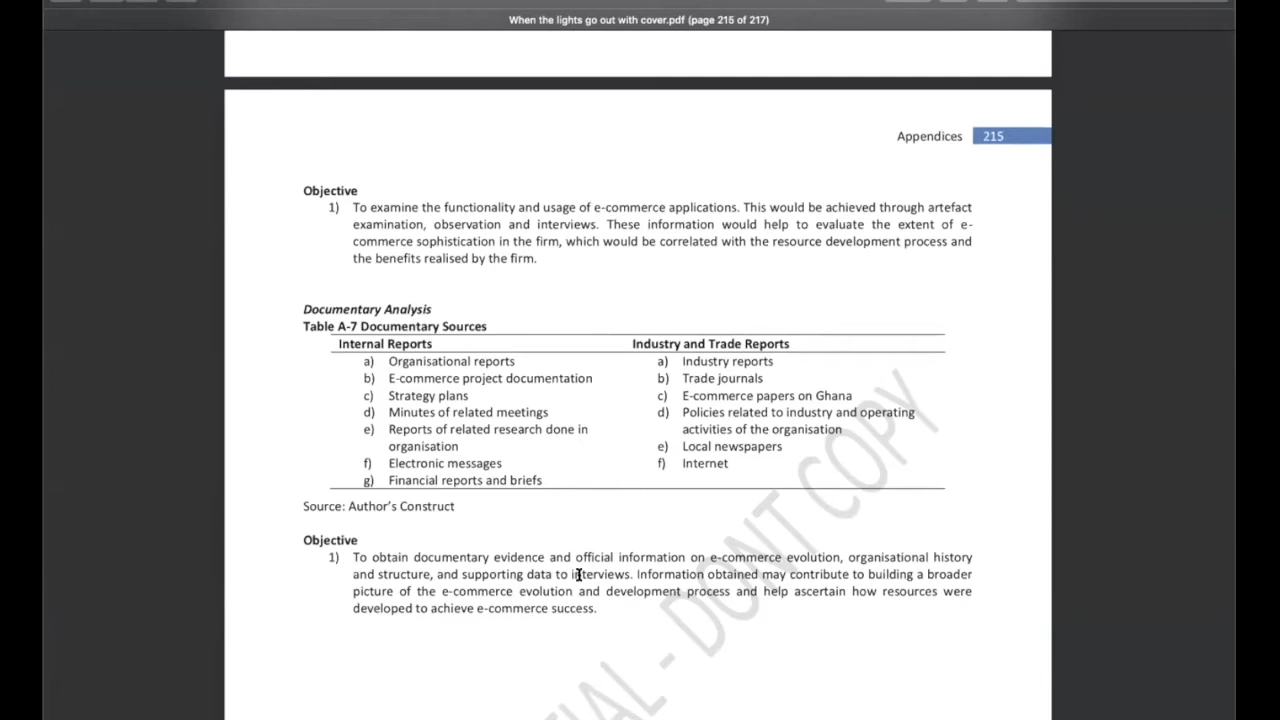 When the lights go out with cover.pdf (page 215 of 217)
Appendices 215
Objective
1) To examine the functionality and usage of e-commerce applications. This would be achieved through artefact
examination, observation and interviews. These information would help to evaluate the extent of e-
commerce sophistication in the firm, which would be correlated with the resource development process and
the benefits realised by the firm.
Documentary Analysis
Table A-7 Documentary Sources
Internal Reports Industry and Trade Reports
a) Organisational reports a) Industry reports
b) E-commerce project documentation b) Trade journals
c) Strategy plans c) E-commerce papers on Ghana
d) Minutes of related meetings d) Policies related to industry and operating
e) Reports of related research done in activities of the organisation
organisation e) Local newspapers
f) Electronic messages f) Internet
g) Financial reports and briefs
Source: Author's Construct
Objective
1) To obtain documentary evidence and official information on e-commerce evolution, organisational history
and structure, and supporting data to interviews. Information obtained may contribute to building a broader
picture of the e-commerce evolution and development process and help ascertain how resources were
developed to achieve e-commerce success.
- DONT COPY